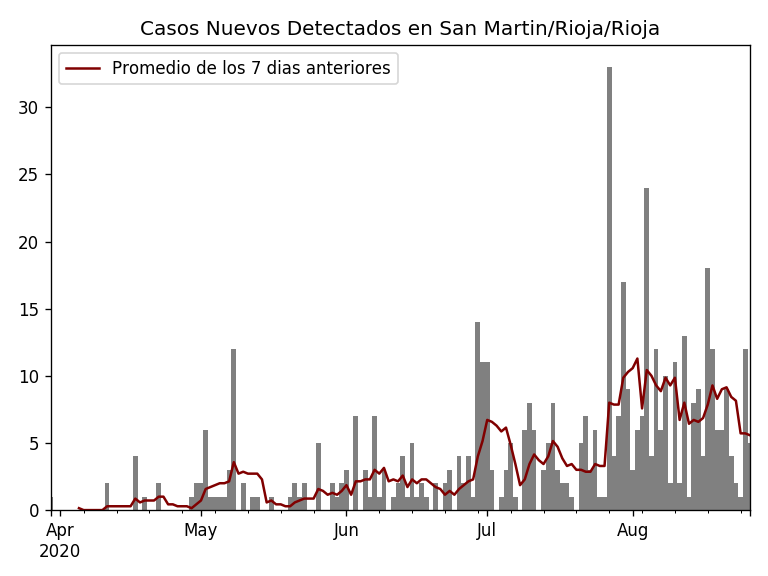 Casos Nuevos Detectados en San Martin/Rioja/Rioja
Promedio de los 7 dias anteriores
30
25
20
15
10
5
0
Apr
2020
May
Jun
Jul
Aug